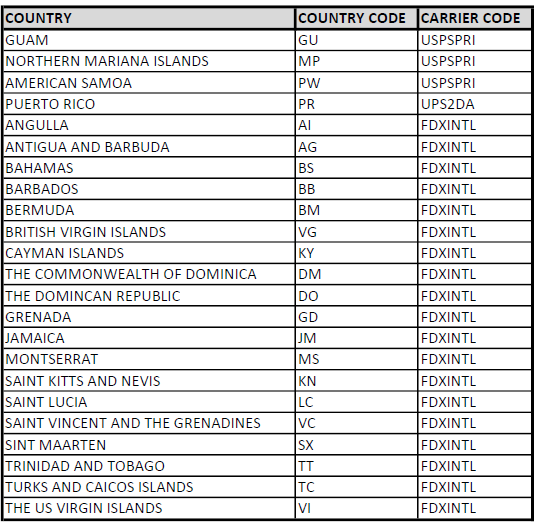 COUNTRY COUNTRY CODE CARRIER CODE
GUAM GU USPSPRI
NORTHERN MARIANA ISLANDS MP USPSPRI
AMERICAN SAMOA PW USPSPRI
PUERTO RICO PR UPS2DA
ANGULLA AI FDXINTL
ANTIGUA AND BARBUDA AG FDXINTL
BAHAMAS BS FDXINTL
BARBADOS BB FDXINTL
BERMUDA BM FDXINTL
BRITISH VIRGIN ISLANDS VG FDXINTL
CAYMAN ISLANDS KY FDXINTL
THE COMMONWEALTH OF DOMINICA DM FDXINTL
THE DOMINCAN REPUBLIC DO FDXINTL
GRENADA GD FDXINTL
JAMAICA JM FDXINTL
MONTSERRAT MS FDXINTL
SAINT KITTS AND NEVIS KN FDXINTL
SAINT LUCIA LC FDXINTL
SAINT VINCENT AND THE GRENADINES VC FDXINTL
SINT MAARTEN SX FDXINTL
TRINIDAD AND TOBAGO TT FDXINTL
TURKS AND CAICOS ISLANDS TC FDXINTL
THE US VIRGIN ISLANDS VI FDXINTL